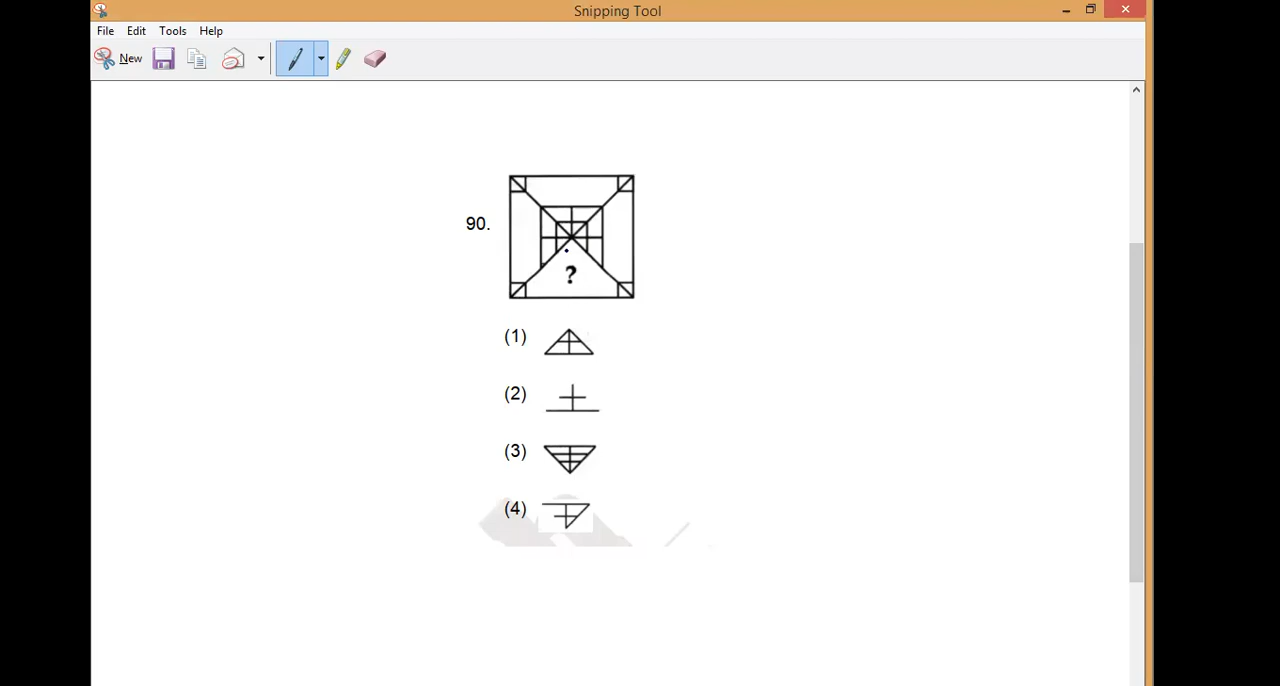 Snipping Tool
File Edit Tools Help
New
90.
?
(1)
(2)
(3)
(4)